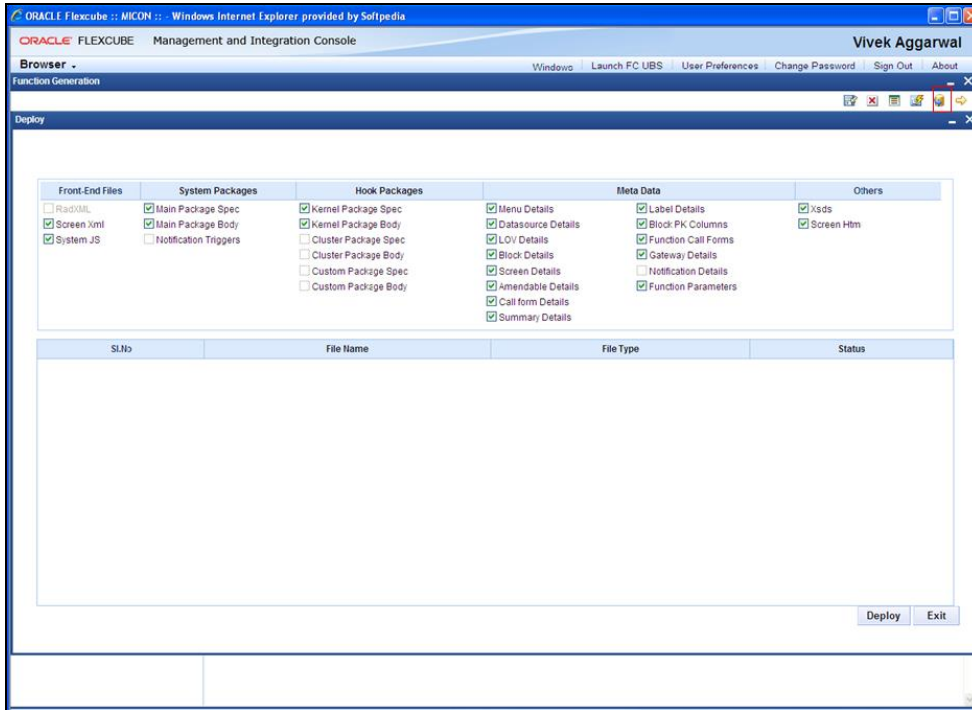 ORACLE Flexcube :: MICON :: - Windows Internet Explorer provided by Softpedia
ORACLE FLEXCUBE Management and Integration Console Vivek Aggarwal
Browser Windows Launch FC UBS User Preferences Change Password Sign Out About
Function Generation
Deploy
Front-End Files System Packages Hook Packages Meta Data Others
RadXML Main Package Spec Kernel Package Spec Menu Details Label Details Xsds
Screen Xml Main Package Body Kernel Package Body Datasource Details Block PK Columns Screen Htm
System JS Notification Triggers Cluster Package Spec LOV Details Function Call Forms
Cluster Package Body Block Details Gateway Details
Custom Package Spec Screen Details Notification Details
Custom Package Body Amendable Details Function Parameters
Call form Details
Summary Details
Sl.No File Name File Type Status
Deploy Exit